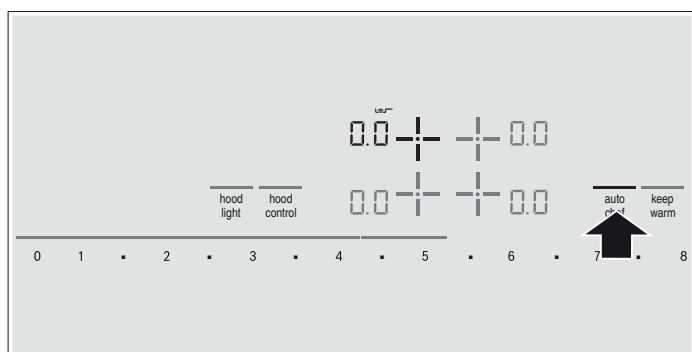 0.0 0.0
0.0 0.0
hood light
hood control
auto chef
keep warm
0 1 ▪ 2 ▪ 3 ▪ 4 ▪ 5 ▪ 6 ▪ 7 ▪ 8